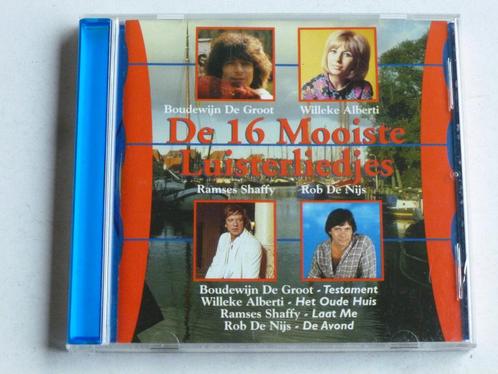 Boudewijn De Groot Willeke Alberti
De 16 Mooiste
Luisterliedjes
Ramses Shaffy Rob De Nijs
Boudewijn De Groot - Testament
Willeke Alberti - Het Oude Huis
Ramses Shaffy - Laat Me
Rob De Nijs - De Avond